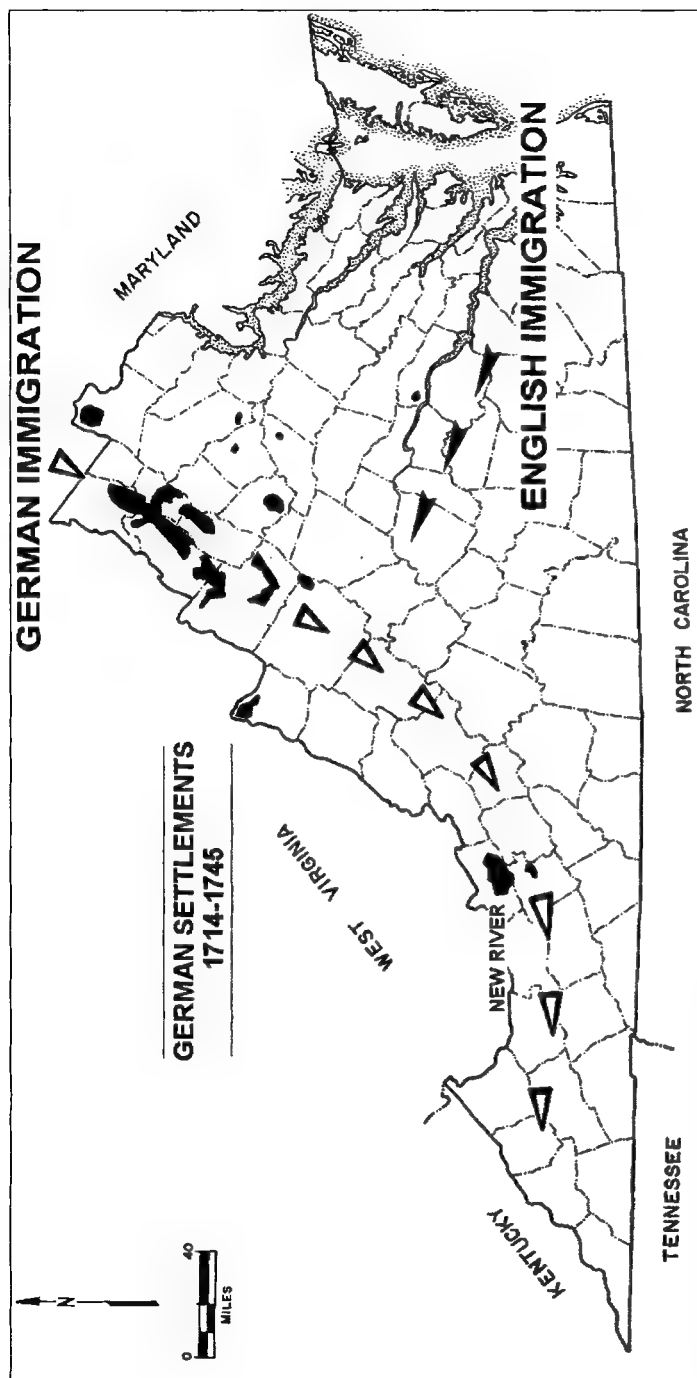 GERMAN IMMIGRATION
MARYLAND
GERMAN SETTLEMENTS
1714-1745
WEST VIRGINIA
ENGLISH IMMIGRATION
NEW RIVER
KENTUCKY
N
0 40
MILES
TENNESSEE
NORTH CAROLINA